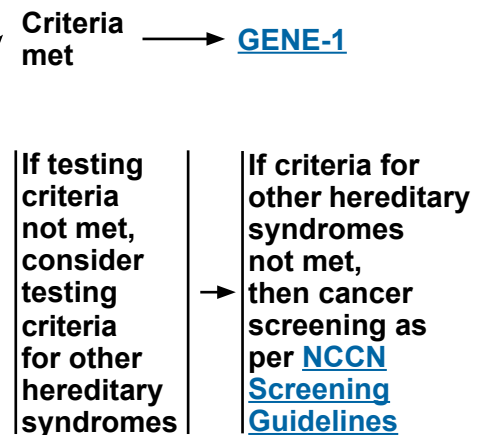 Criteria
met
GENE-1
If testing
criteria
not met,
consider
testing
criteria
for other
hereditary
syndromes
If criteria for
other hereditary
syndromes
not met,
then cancer
screening as
per NCCN
Screening
Guidelines